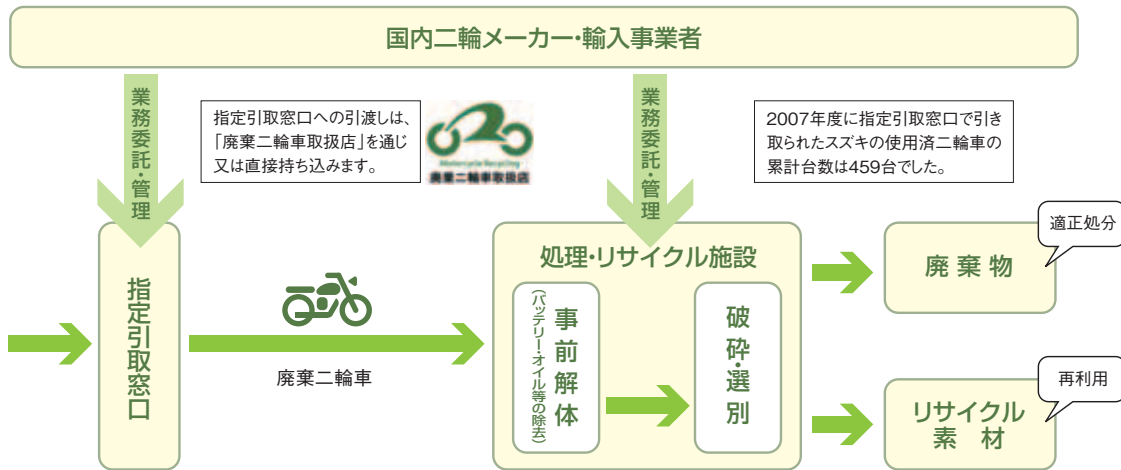 国内二輪メーカー・輸入事業者
業務委託・管理
指定引取窓口への引渡しは、
「廃棄二輪車取扱店」を通じ
又は直接持ち込みます。
Motorcycle Recycling
廃棄二輪車取扱店
業務委託・管理
2007年度に指定引取窓口で引き
取られたスズキの使用済二輪車の
累計台数は459台でした。
指定引取窓口
廃棄二輪車
処理・リサイクル施設
事前解体
(バッテリー・オイル等の除去)
破砕・選別
適正処分
廃棄物
再利用
リサイクル
素材